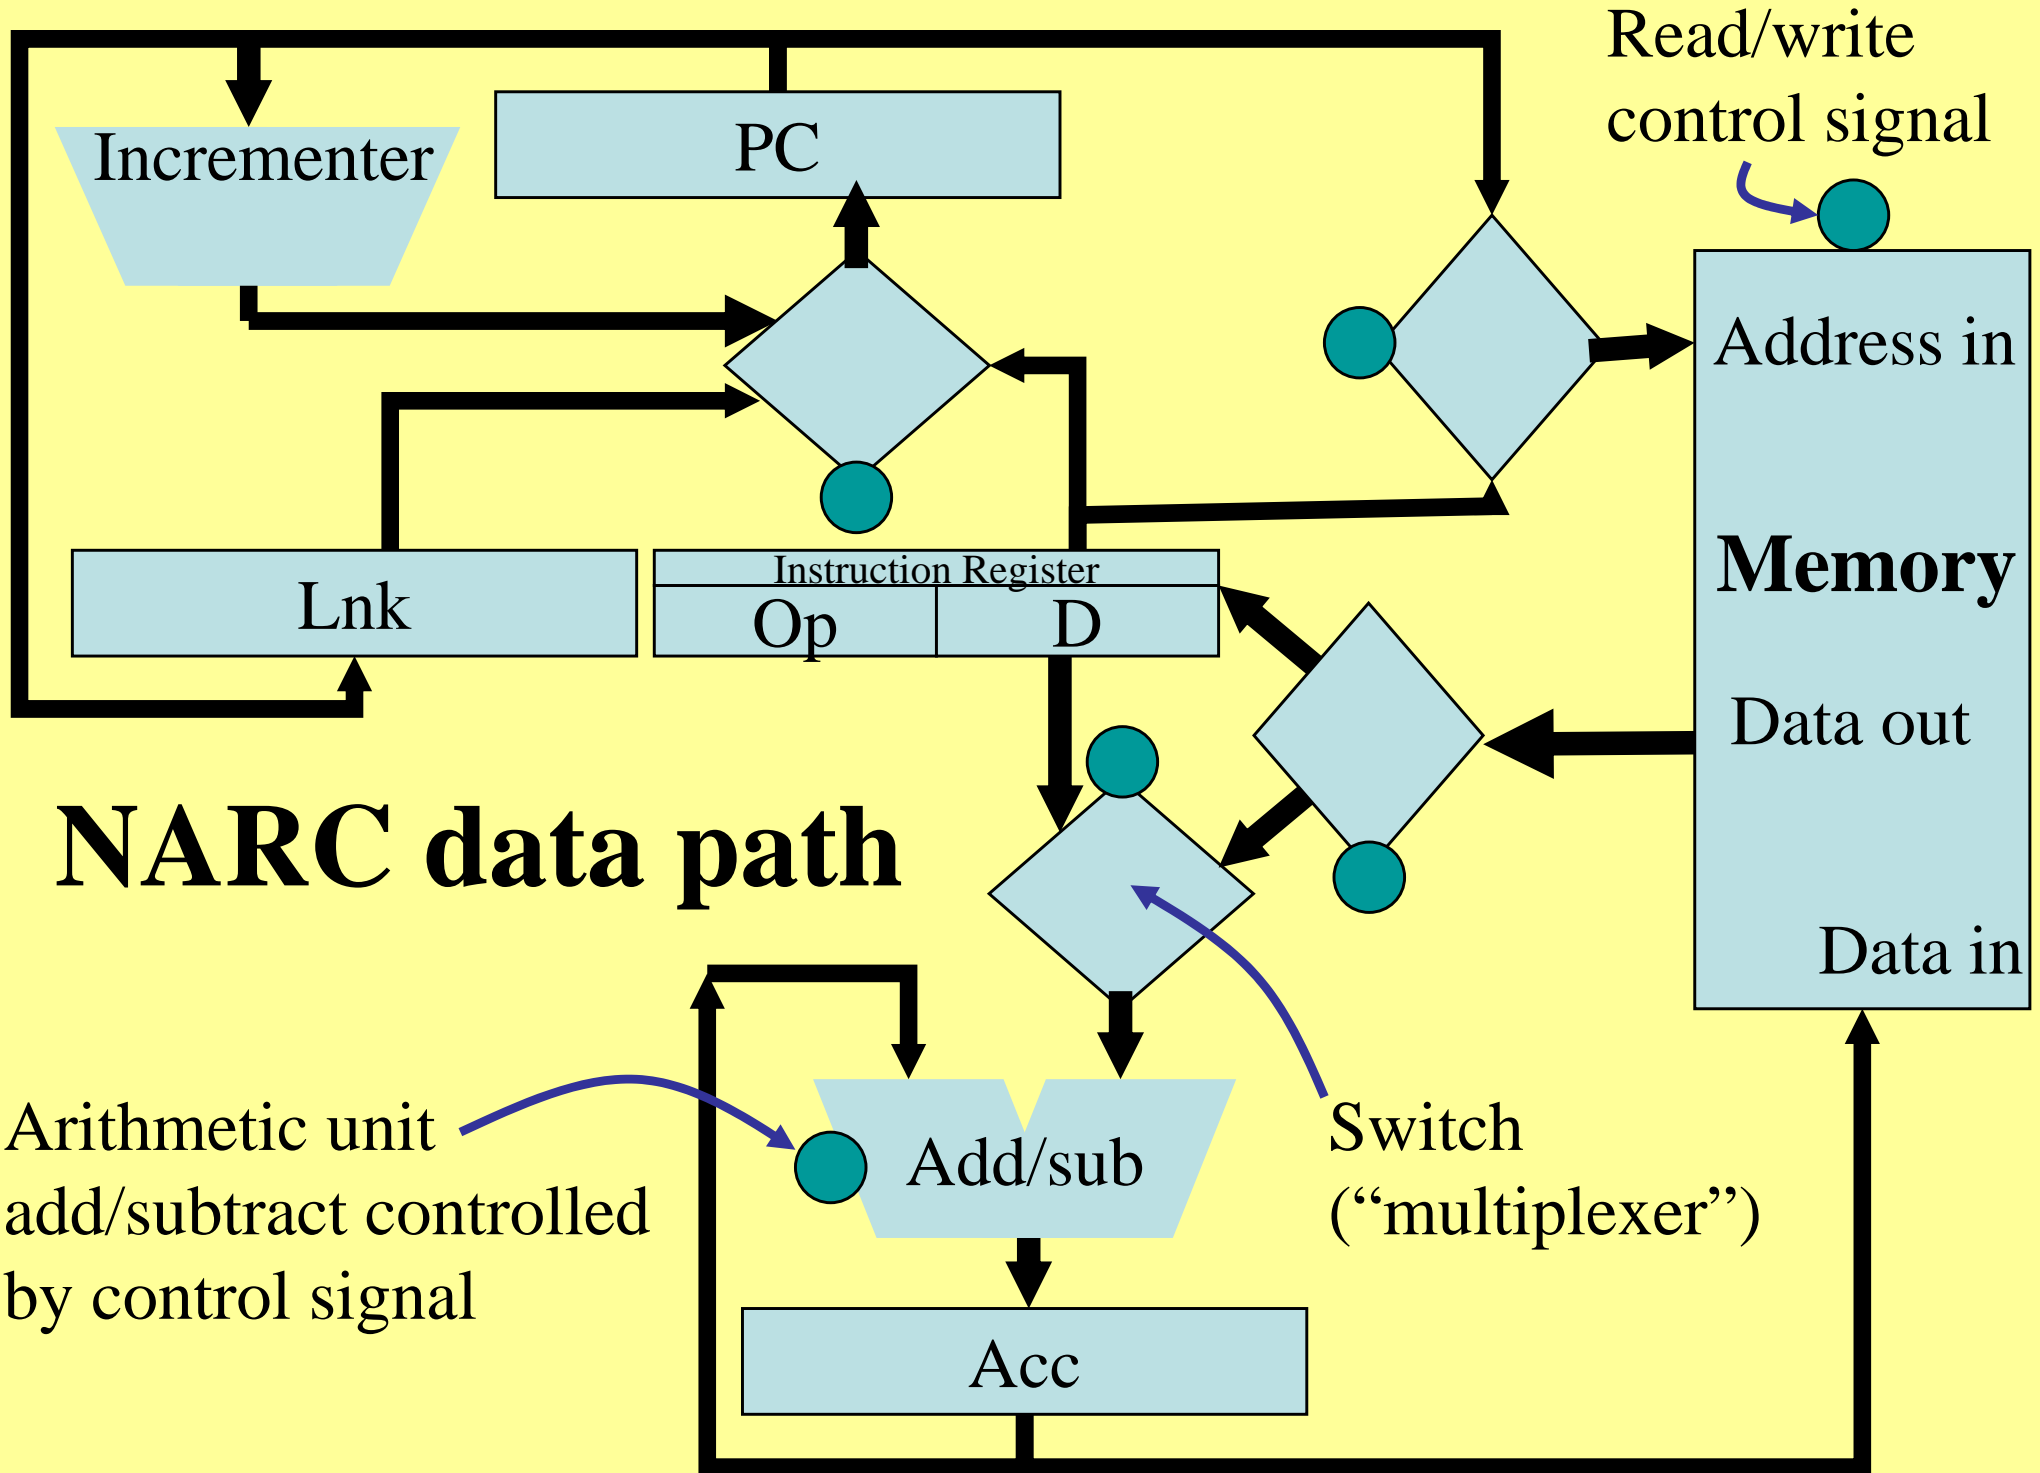 Read/write
control signal
Incrementer
PC
Address in
Memory
Instruction Register
Lnk
Op
D
Data out
NARC data path
Data in
Arithmetic unit
add/subtract controlled
by control signal
Add/sub
Switch
(“multiplexer”)
Acc